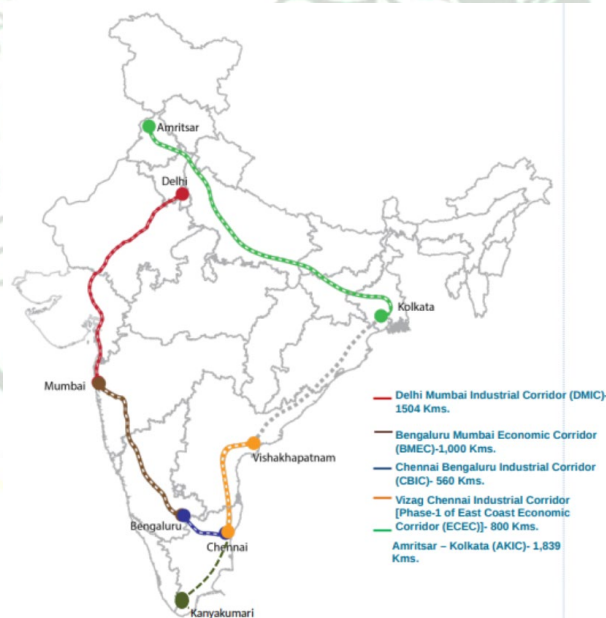 Amritsar
Delhi
Kolkata
Mumbai
Vishakhapatnam
Bengaluru
Chennai
Kanyakumari
Delhi Mumbai Industrial Corridor (DMIC)-
1504 Kms.
Bengaluru Mumbai Economic Corridor
(BMEC)-1,000 Kms.
Chennai Bengaluru Industrial Corridor
(CBIC)- 560 Kms.
Vizag Chennai Industrial Corridor
[Phase-1 of East Coast Economic
Corridor (ECEC)]- 800 Kms.
Amritsar – Kolkata (AKIC)- 1,839
Kms.